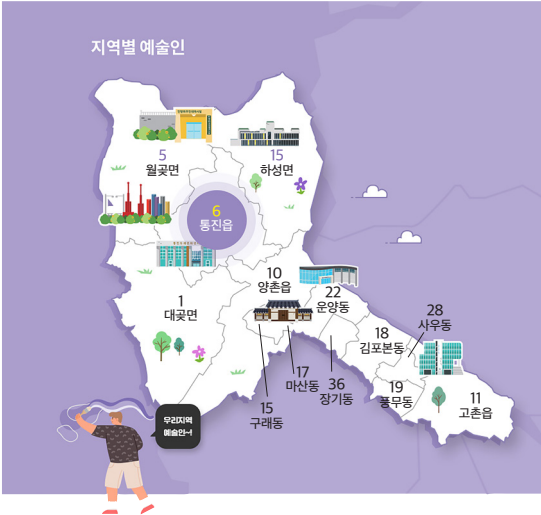 지역별 예술인
5
월곶면
15
하성면
6
통진읍
10
양촌읍
1
대곶면
22
운양동
28
사우동
18
김포본동
17
마산동
36
장기동
19
풍무동
11
고촌읍
15
구래동
우리지역
예술인~!